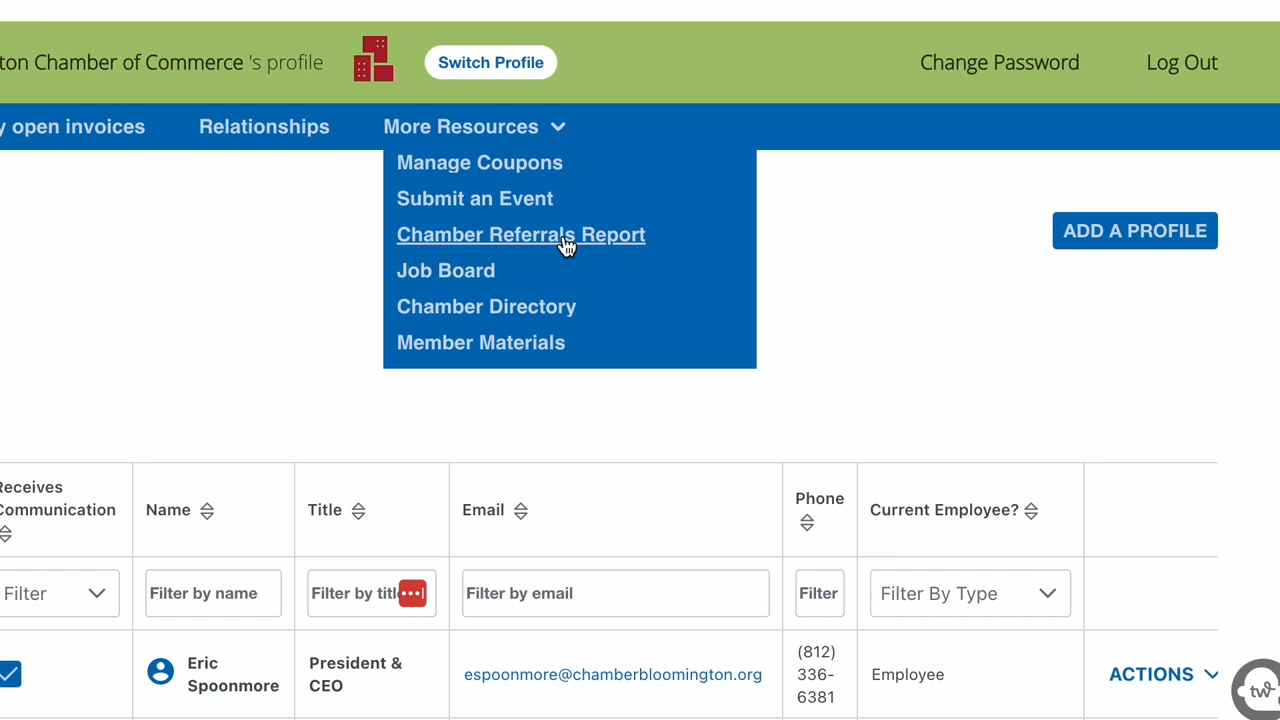 ton Chamber of Commerce 's profile
Switch Profile
Change Password
Log Out
y open invoices
Relationships
More Resources
Manage Coupons
Submit an Event
Chamber Referrals Report
Job Board
Chamber Directory
Member Materials
ADD A PROFILE
Receives
Communication
Name
Title
Email
Phone
Current Employee?
Filter
Filter by name
Filter by title
Filter by email
Filter
Filter By Type
Eric
Spoonmore
President &
CEO
espoonmore@chamberbloomington.org
(812)
336-
6381
Employee
ACTIONS
tw